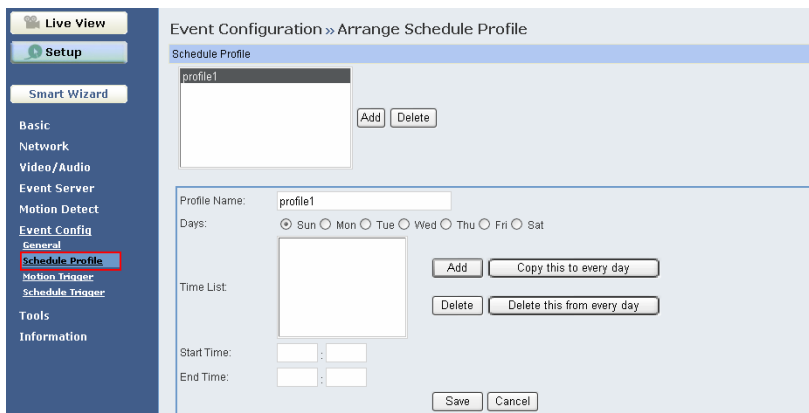 Live View
Setup
Smart Wizard
Basic
Network
Video/Audio
Event Server
Motion Detect
Event Config
General
Schedule Profile
Motion Trigger
Schedule Trigger
Tools
Information
Event Configuration » Arrange Schedule Profile
Schedule Profile
profile1
Add Delete
Profile Name: profile1
Days: Sun Mon Tue Wed Thu Fri Sat
Time List:
Add Copy this to every day
Delete Delete this from every day
Start Time: :
End Time: :
Save Cancel